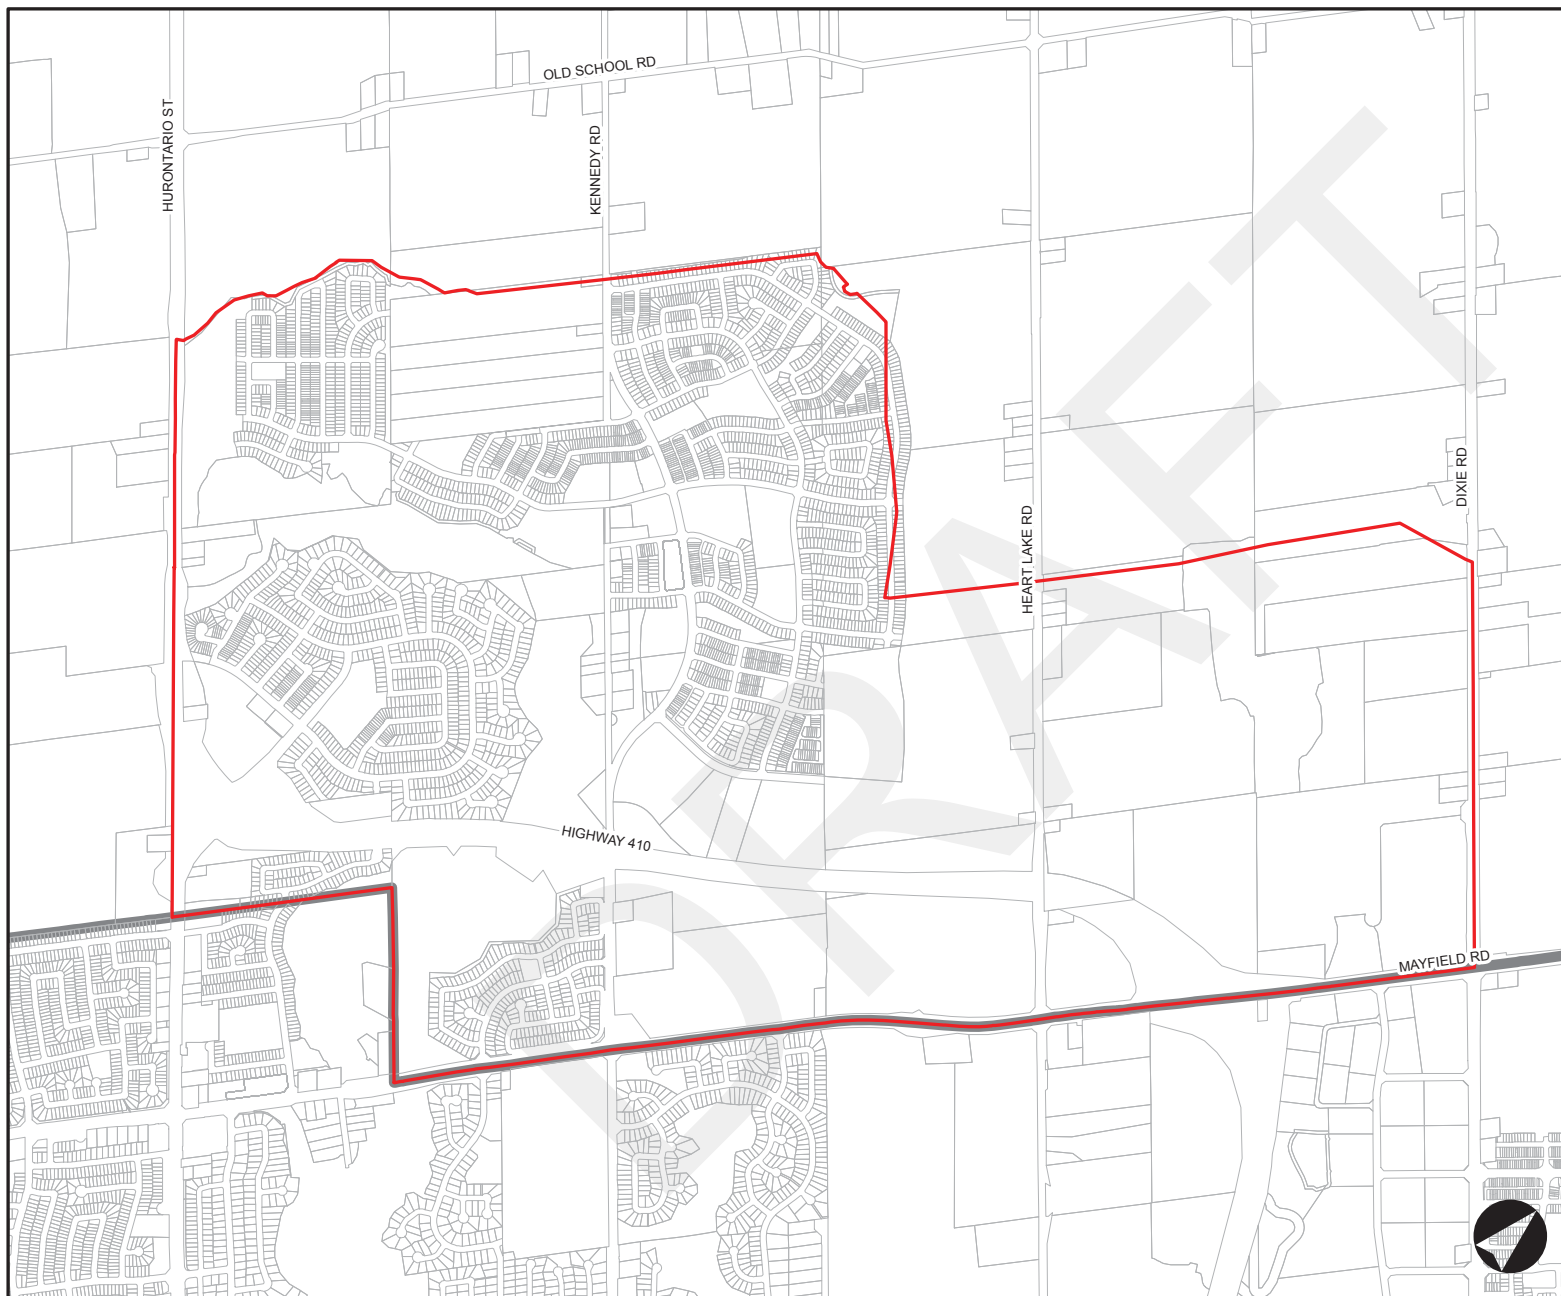 OLD SCHOOL RD
HURONTARIO ST
KENNEDY RD
DIXIE RD
HEART LAKE RD
HIGHWAY 410
MAYFIELD RD
DRAFT